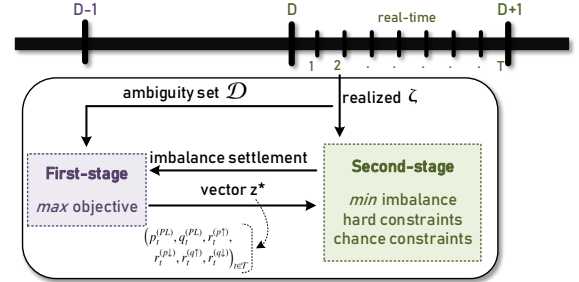 D-1
D
real-time
D+1
1
2
.
.
.
.
T
ambiguity set 𝒟
realized ζ
imbalance settlement
First-stage
max objective
vector z*
Second-stage
min imbalance
hard constraints
chance constraints
(p_t^(PL), q_t^(PL), r_t^(p↑),
r_t^(p↓), r_t^(q↑), r_t^(q↓))_{t∈𝒯}